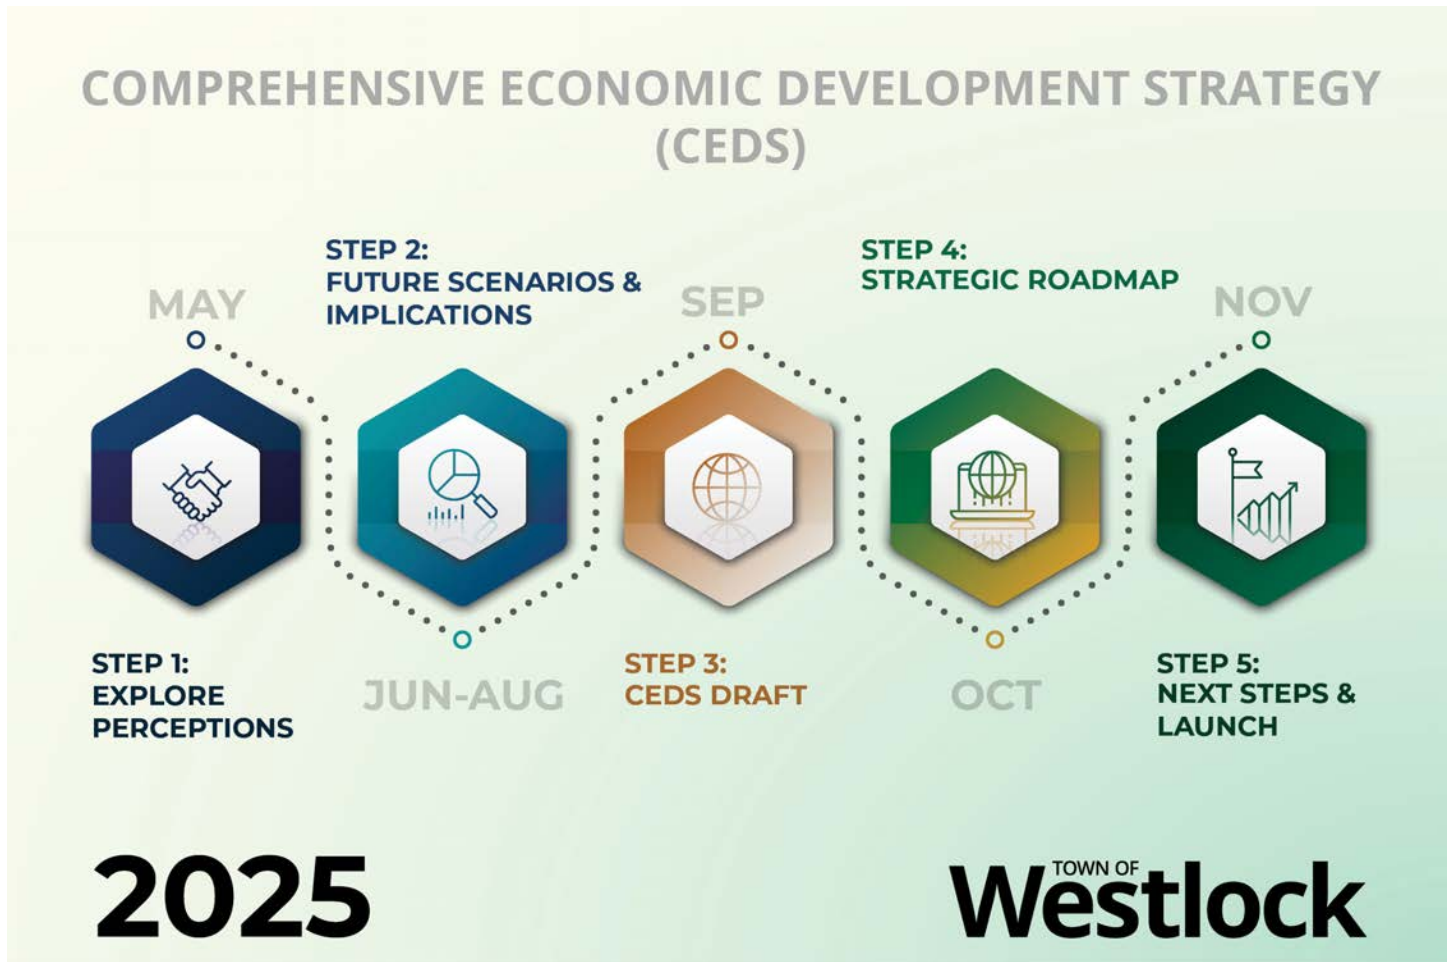 COMPREHENSIVE ECONOMIC DEVELOPMENT STRATEGY
(CEDS)
MAY
STEP 1:
EXPLORE
PERCEPTIONS
STEP 2:
FUTURE SCENARIOS &
IMPLICATIONS
JUN-AUG
SEP
STEP 3:
CEDS DRAFT
STEP 4:
STRATEGIC ROADMAP
OCT
NOV
STEP 5:
NEXT STEPS &
LAUNCH
2025
TOWN OF
Westlock